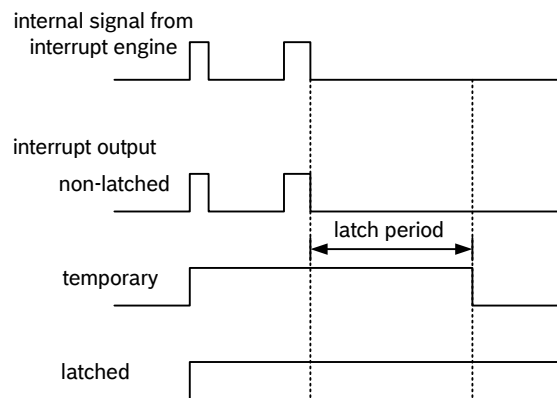 internal signal from
interrupt engine
interrupt output
non-latched
latch period
temporary
latched